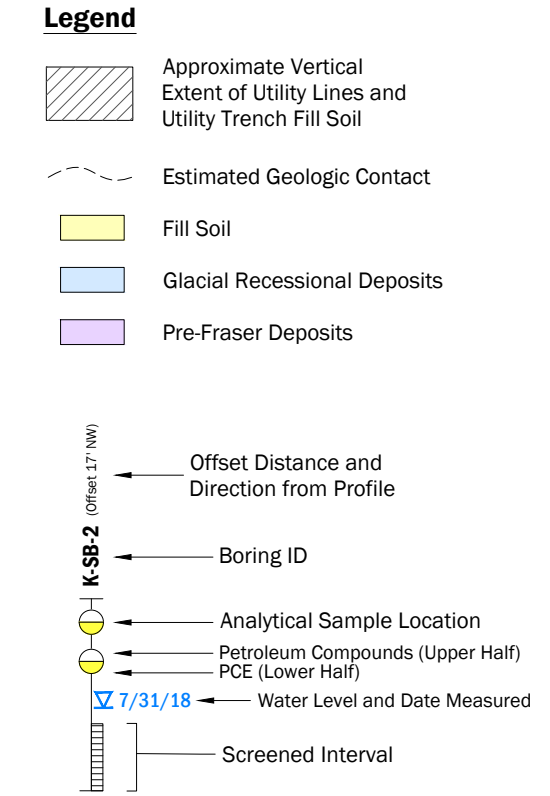 Legend
Approximate Vertical
Extent of Utility Lines and
Utility Trench Fill Soil
Estimated Geologic Contact
Fill Soil
Glacial Recessional Deposits
Pre-Fraser Deposits
K-SB-2 (Offset 17' NW)
Offset Distance and
Direction from Profile
Boring ID
Analytical Sample Location
Petroleum Compounds (Upper Half)
PCE (Lower Half)
7/31/18
Water Level and Date Measured
Screened Interval